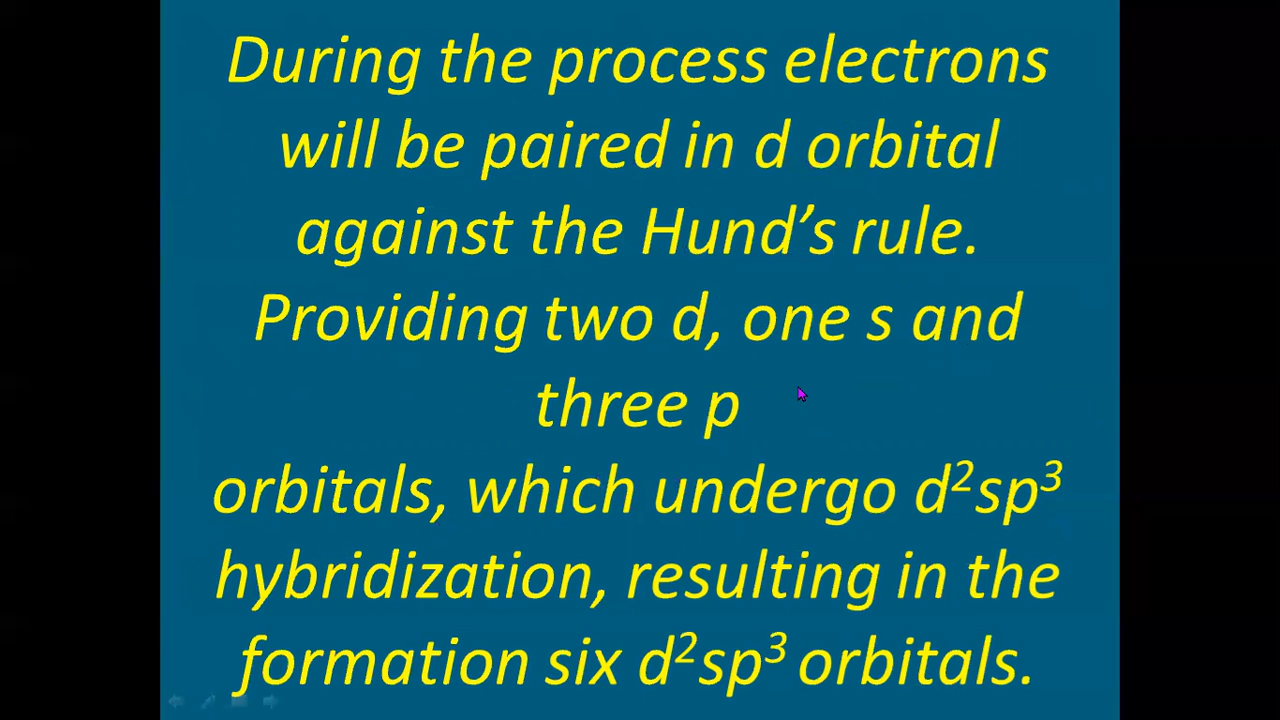 During the process electrons
will be paired in d orbital
against the Hund’s rule.
Providing two d, one s and
three p
orbitals, which undergo d²sp³
hybridization, resulting in the
formation six d²sp³ orbitals.